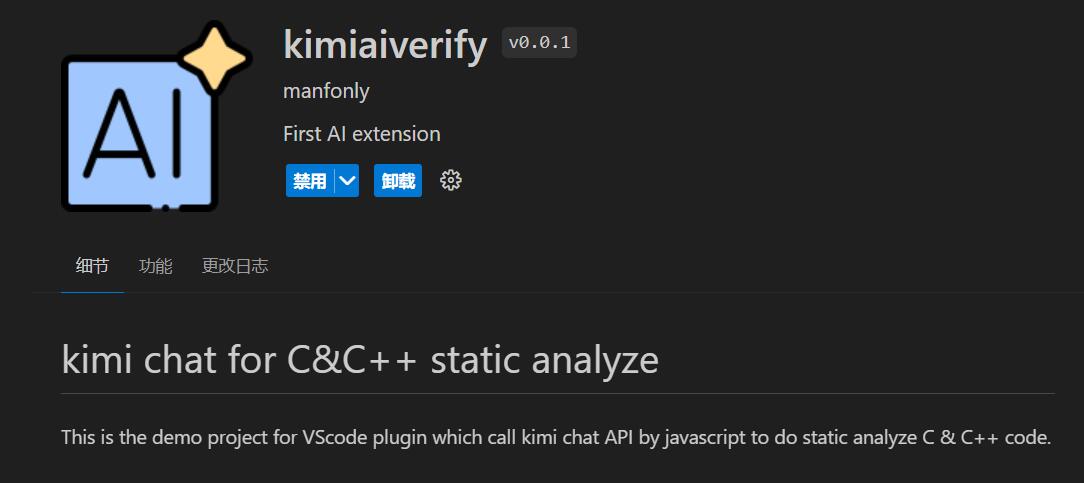 AI
kimiaiverify v0.0.1
manfonly
First AI extension
禁用 卸载
细节 功能 更改日志
kimi chat for C&C++ static analyze
This is the demo project for VScode plugin which call kimi chat API by javascript to do static analyze C & C++ code.